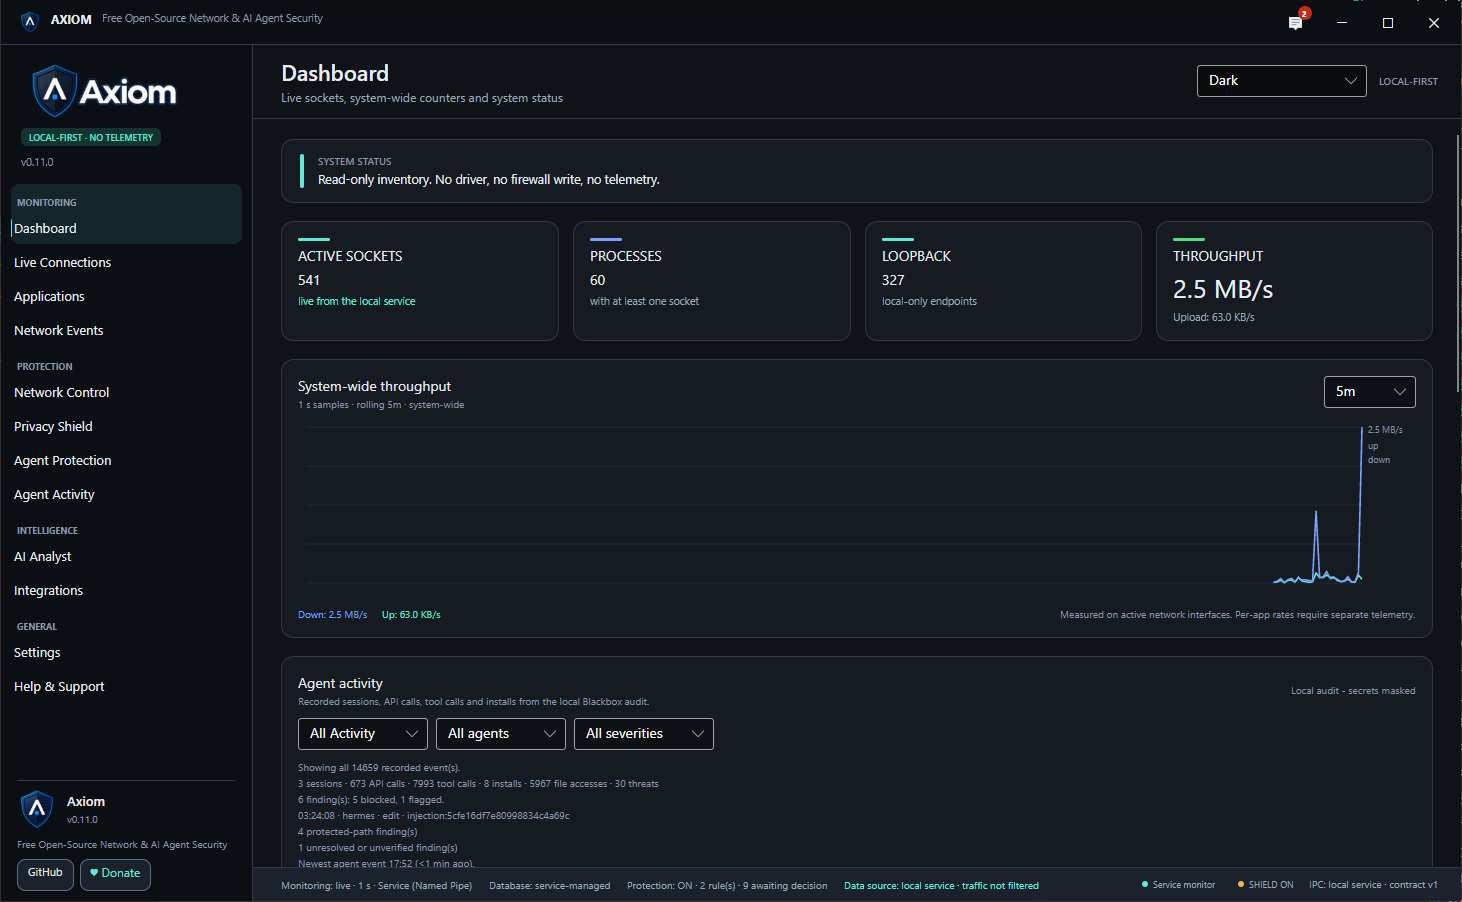 AXIOM Free Open-Source Network & AI Agent Security
2
Axiom
LOCAL-FIRST · NO TELEMETRY
v0.11.0
MONITORING
Dashboard
Live Connections
Applications
Network Events
PROTECTION
Network Control
Privacy Shield
Agent Protection
Agent Activity
INTELLIGENCE
AI Analyst
Integrations
GENERAL
Settings
Help & Support
Axiom
v0.11.0
Free Open-Source Network & AI Agent Security
GitHub
Donate
Dashboard
Live sockets, system-wide counters and system status
Dark
LOCAL-FIRST
SYSTEM STATUS
Read-only inventory. No driver, no firewall write, no telemetry.
ACTIVE SOCKETS
541
live from the local service
PROCESSES
60
with at least one socket
LOOPBACK
327
local-only endpoints
THROUGHPUT
2.5 MB/s
Upload: 63.0 KB/s
System-wide throughput
1 s samples · rolling 5m · system-wide
5m
2.5 MB/s
up
down
Down: 2.5 MB/s Up: 63.0 KB/s
Measured on active network interfaces. Per-app rates require separate telemetry.
Agent activity
Recorded sessions, API calls, tool calls and installs from the local Blackbox audit.
Local audit - secrets masked
All Activity
All agents
All severities
Showing all 14659 recorded event(s).
3 sessions · 673 API calls · 7993 tool calls · 8 installs · 5967 file accesses · 30 threats
6 finding(s): 5 blocked, 1 flagged.
03:24:08 · hermes · edit · injection:5cfe16df7e80998834c4a69c
4 protected-path finding(s)
1 unresolved or unverified finding(s)
Newest agent event 17:52 (<1 min ago).
Monitoring: live · 1 s · Service (Named Pipe) Database: service-managed Protection: ON · 2 rule(s) · 9 awaiting decision Data source: local service · traffic not filtered Service monitor SHIELD ON IPC: local service · contract v1